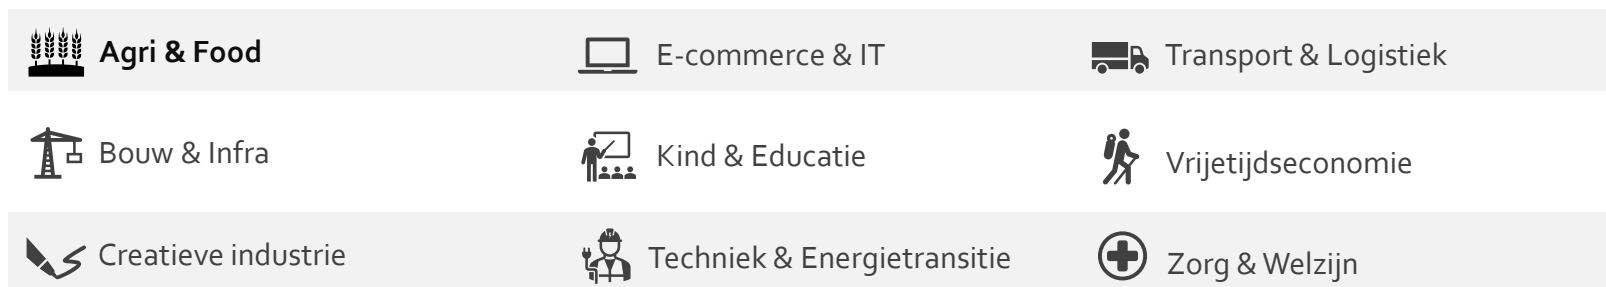 Agri & Food
E-commerce & IT
Transport & Logistiek
Bouw & Infra
Kind & Educatie
Vrijetijdseconomie
Creatieve industrie
Techniek & Energietransitie
Zorg & Welzijn